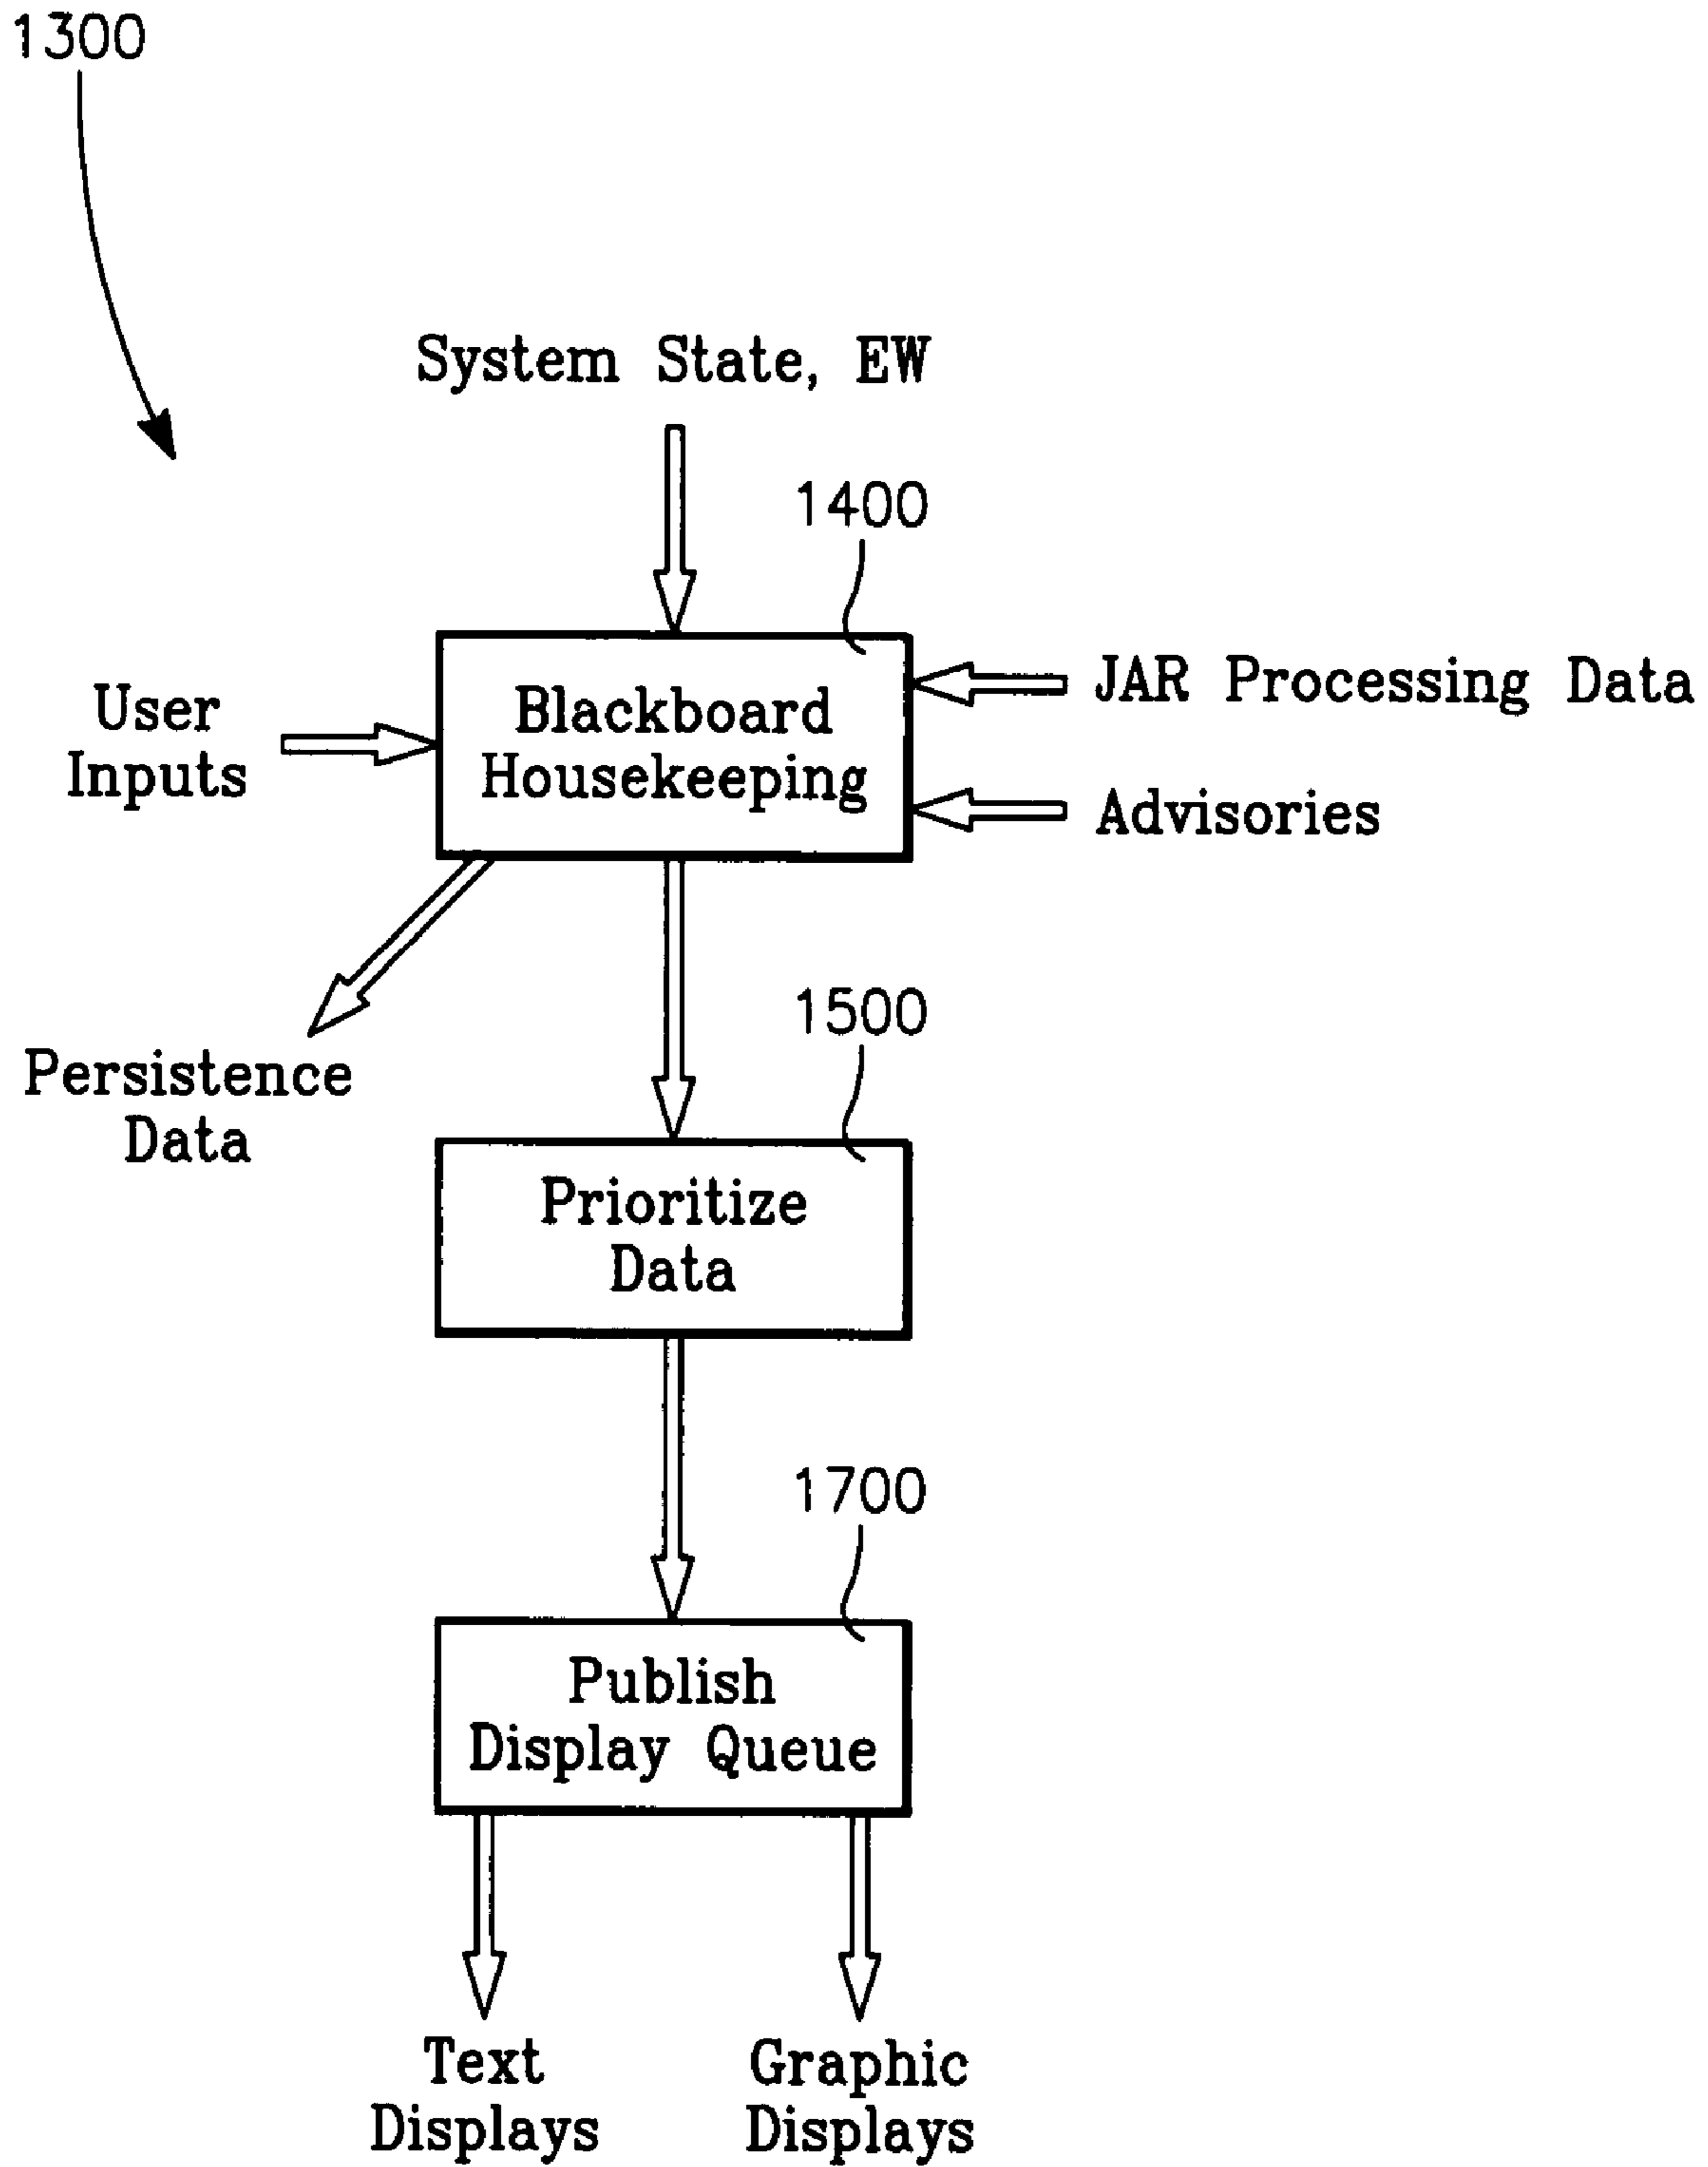 1300
System State, EW
1400
JAR Processing Data
User
Inputs
Blackboard
Housekeeping
Advisories
Persistence
Data
1500
Prioritize
Data
1700
Publish
Display Queue
Text
Displays
Graphic
Displays